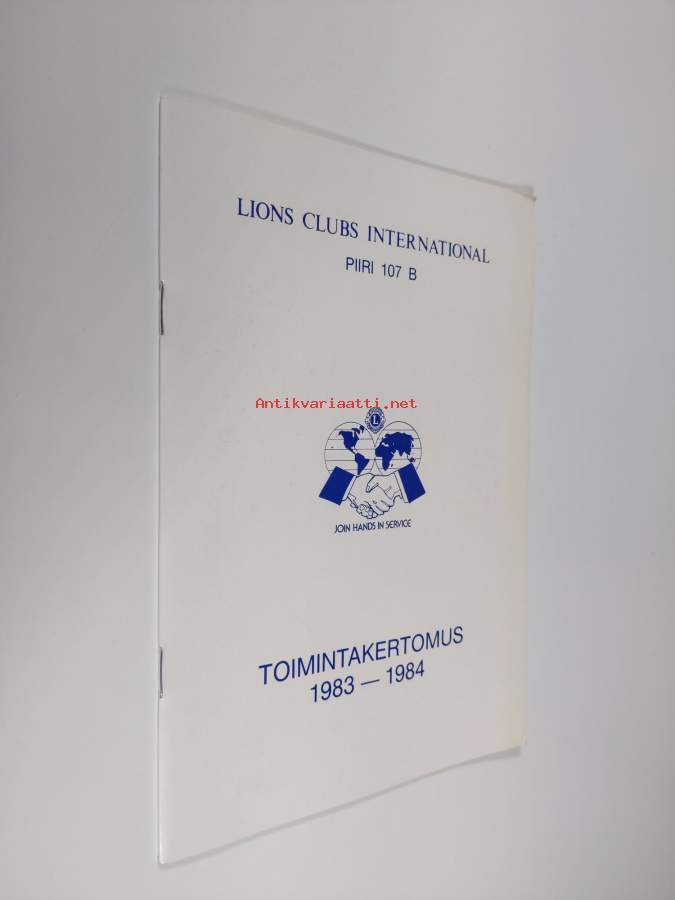 LIONS CLUBS INTERNATIONAL
PIIRI 107 B
Antikvariaatti.net
L
JOIN HANDS IN SERVICE
TOIMINTAKERTOMUS
1983 — 1984